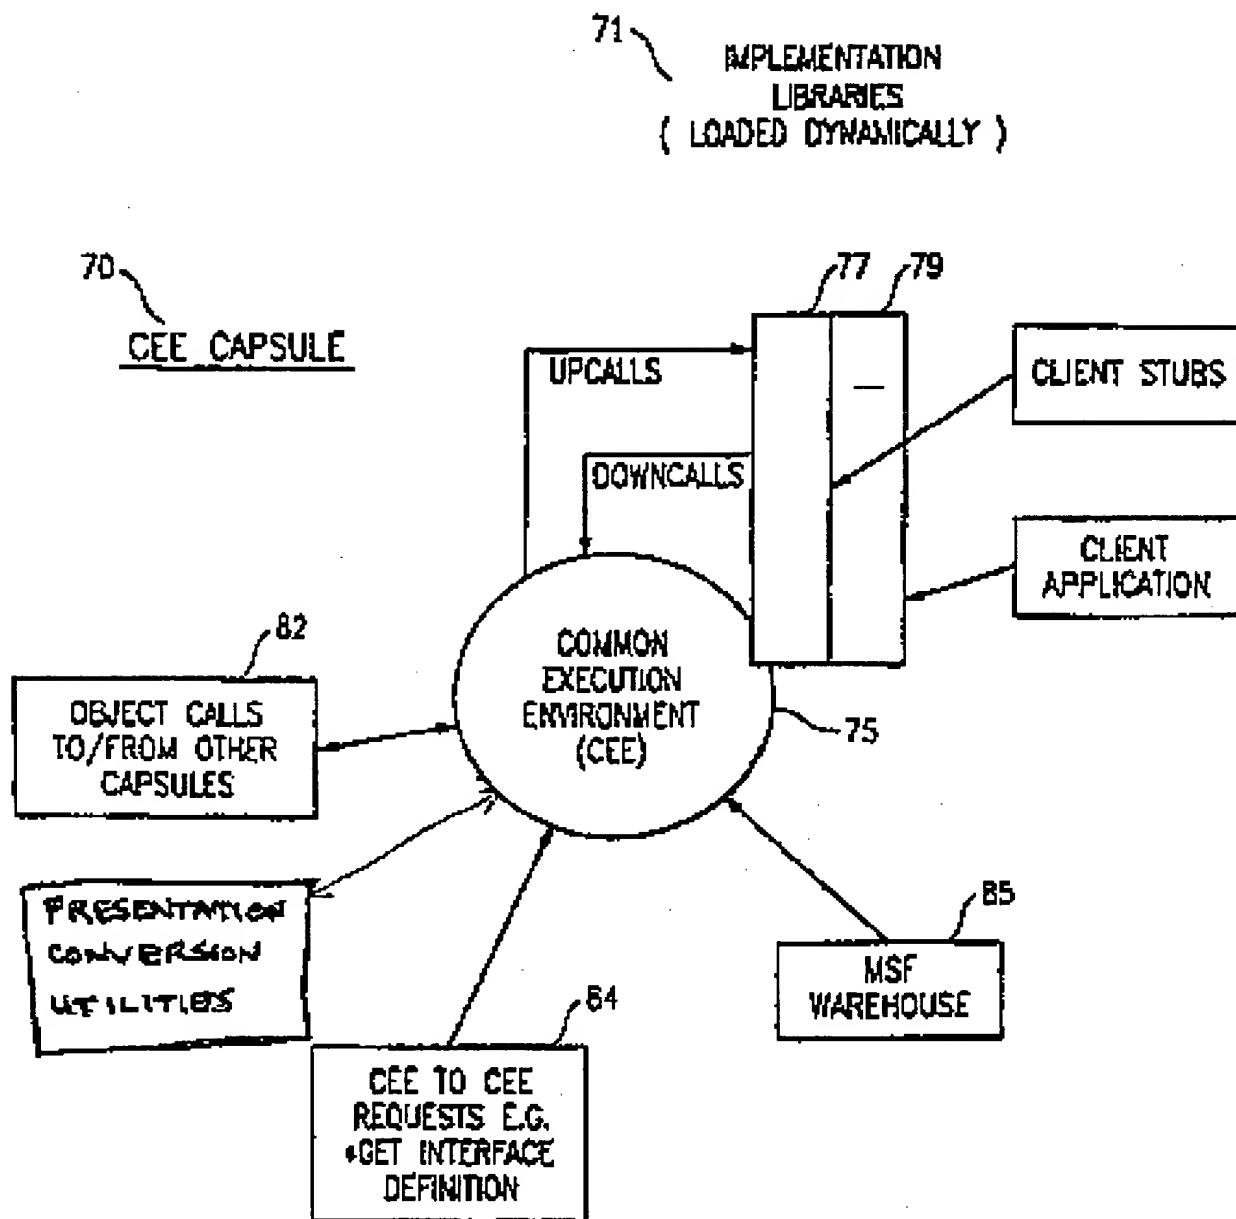 71
IMPLEMENTATION
LIBRARIES
( LOADED DYNAMICALLY )
70
CEE CAPSULE
77
79
UPCALLS
DOWNCALLS
CLIENT STUBS
CLIENT
APPLICATION
COMMON
EXECUTION
ENVIRONMENT
(CEE)
75
82
OBJECT CALLS
TO/FROM OTHER
CAPSULES
PRESENTATION
CONVERSION
UTILITIES
84
CEE TO CEE
REQUESTS E.G.
*GET INTERFACE
DEFINITION
85
MSF
WAREHOUSE